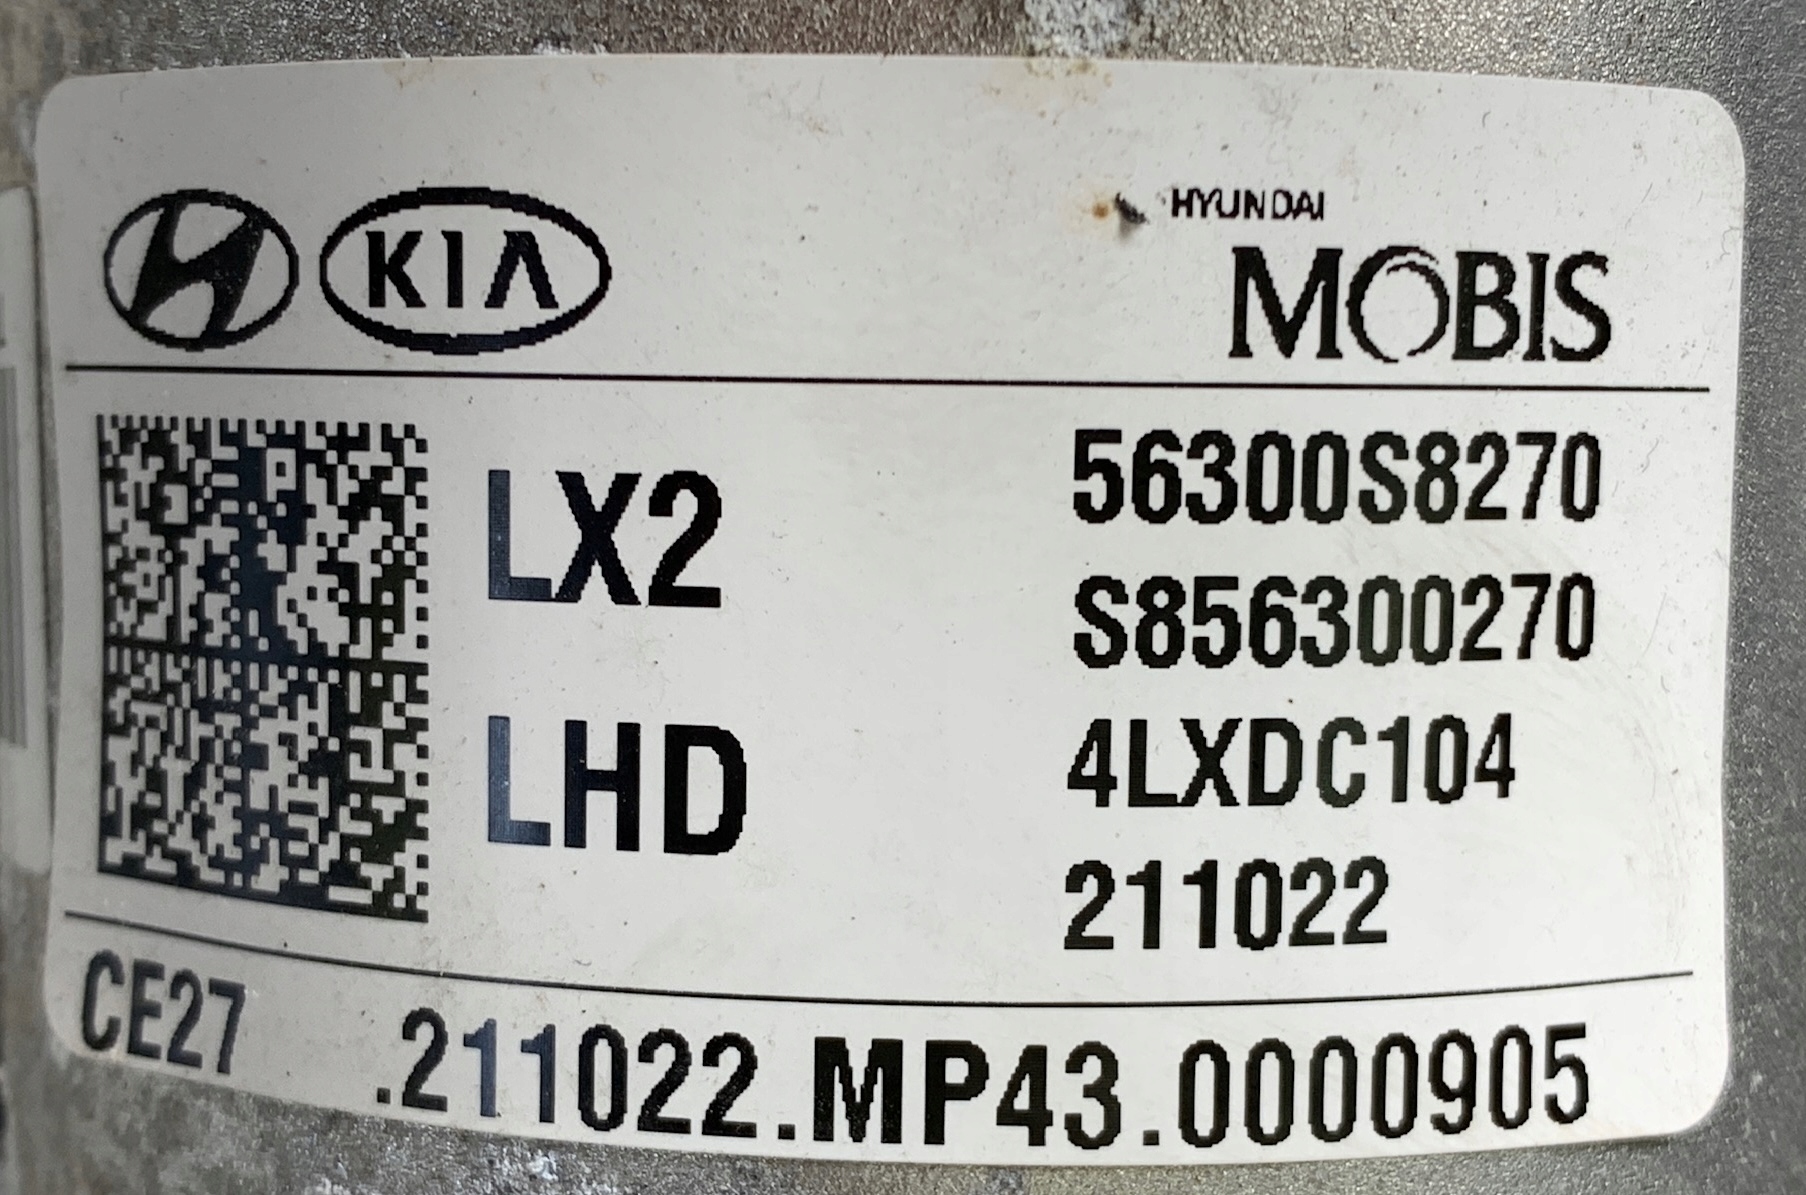 KIA
HYUNDAI
MOBIS
LX2
LHD
56300S8270
S856300270
4LXDC104
211022
CE27
.211022.MP43.0000905